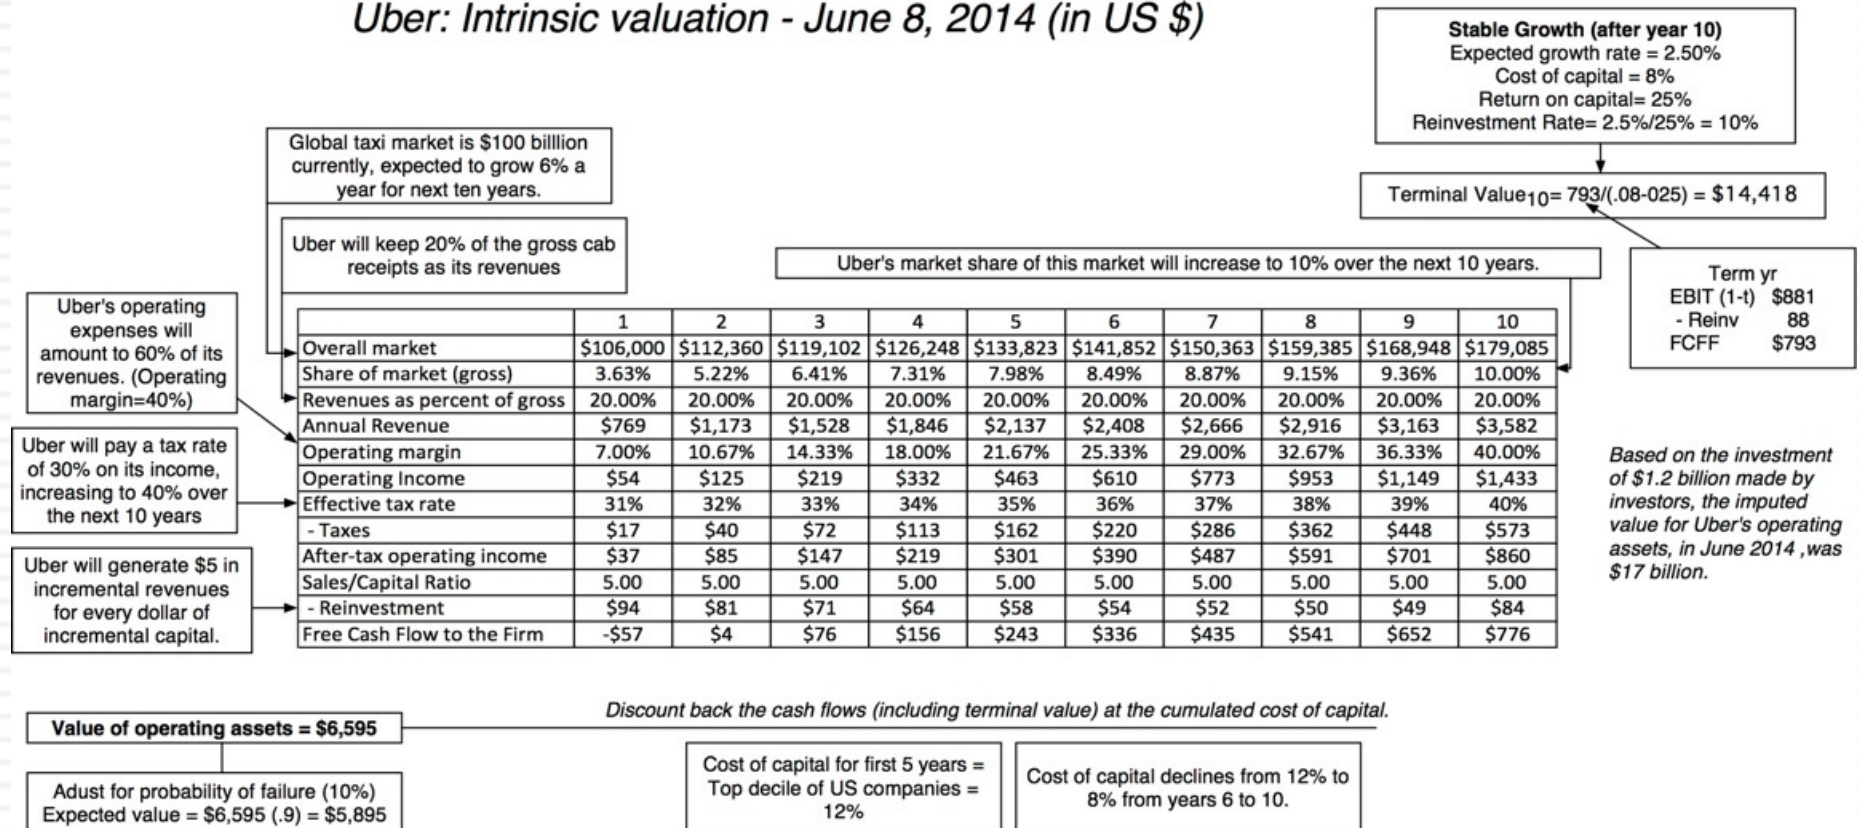 Uber: Intrinsic valuation - June 8, 2014 (in US $)
Stable Growth (after year 10)
Expected growth rate = 2.50%
Cost of capital = 8%
Return on capital= 25%
Reinvestment Rate= 2.5%/25% = 10%
Global taxi market is $100 billlion
currently, expected to grow 6% a
year for next ten years.
Terminal Value10= 793/(.08-025) = $14,418
Uber will keep 20% of the gross cab
receipts as its revenues
Uber's market share of this market will increase to 10% over the next 10 years.
Term yr
EBIT (1-t) $881
- Reinv 88
FCFF $793
Uber's operating
expenses will
amount to 60% of its
revenues. (Operating
margin=40%)
Uber will pay a tax rate
of 30% on its income,
increasing to 40% over
the next 10 years
Uber will generate $5 in
incremental revenues
for every dollar of
incremental capital.
1 2 3 4 5 6 7 8 9 10
Overall market $106,000 $112,360 $119,102 $126,248 $133,823 $141,852 $150,363 $159,385 $168,948 $179,085
Share of market (gross) 3.63% 5.22% 6.41% 7.31% 7.98% 8.49% 8.87% 9.15% 9.36% 10.00%
Revenues as percent of gross 20.00% 20.00% 20.00% 20.00% 20.00% 20.00% 20.00% 20.00% 20.00% 20.00%
Annual Revenue $769 $1,173 $1,528 $1,846 $2,137 $2,408 $2,666 $2,916 $3,163 $3,582
Operating margin 7.00% 10.67% 14.33% 18.00% 21.67% 25.33% 29.00% 32.67% 36.33% 40.00%
Operating Income $54 $125 $219 $332 $463 $610 $773 $953 $1,149 $1,433
Effective tax rate 31% 32% 33% 34% 35% 36% 37% 38% 39% 40%
- Taxes $17 $40 $72 $113 $162 $220 $286 $362 $448 $573
After-tax operating income $37 $85 $147 $219 $301 $390 $487 $591 $701 $860
Sales/Capital Ratio 5.00 5.00 5.00 5.00 5.00 5.00 5.00 5.00 5.00 5.00
- Reinvestment $94 $81 $71 $64 $58 $54 $52 $50 $49 $84
Free Cash Flow to the Firm -$57 $4 $76 $156 $243 $336 $435 $541 $652 $776
Based on the investment
of $1.2 billion made by
investors, the imputed
value for Uber's operating
assets, in June 2014 ,was
$17 billion.
Discount back the cash flows (including terminal value) at the cumulated cost of capital.
Value of operating assets = $6,595
Adust for probability of failure (10%)
Expected value = $6,595 (.9) = $5,895
Cost of capital for first 5 years =
Top decile of US companies =
12%
Cost of capital declines from 12% to
8% from years 6 to 10.